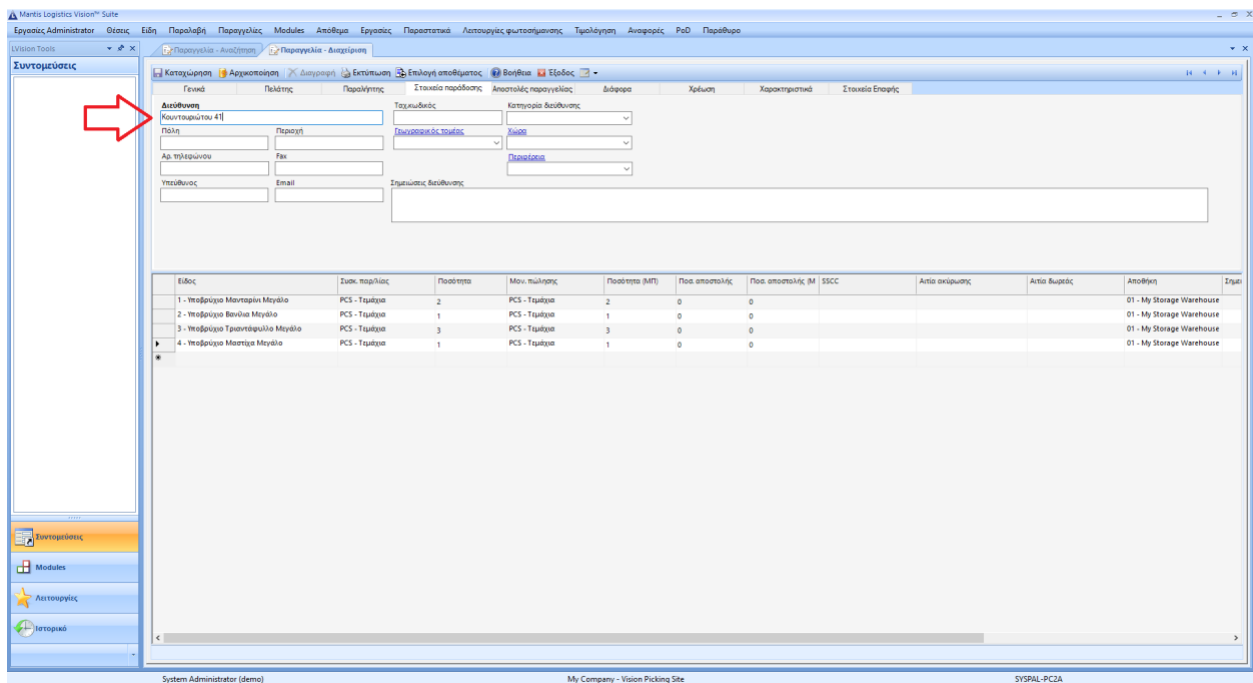 Mantis Logistics Vision™ Suite
Εργασίες Administrator Θέσεις Είδη Παραλαβή Παραγγελίες Modules Απόθεμα Εργασίες Παραστατικά Λειτουργίες φωτοσήμανσης Τιμολόγηση Αναφορές PoD Παράθυρο
LVision Tools
Παραγγελία - Αναζήτηση Παραγγελία - Διαχείριση
Συντομεύσεις
Καταχώρηση Αρχικοποίηση Διαγραφή Εκτύπωση Επιλογή αποθέματος Βοήθεια Έξοδος
Γενικά Πελάτης Παραλήπτης Στοιχεία παράδοσης Αποστολές παραγγελίας Διάφορα Χρέωση Χαρακτηριστικά Στοιχεία Επαφής
Διεύθυνση Ταχ.κωδικός Κατηγορία διεύθυνσης
Κουντουριώτου 41
Πόλη Περιοχή Γεωγραφικός τομέας Χώρα
Αρ. τηλεφώνου Fax Περιφέρεια
Υπεύθυνος Email Σημειώσεις διεύθυνσης
Είδος Συσκ. παρ/λίας Ποσότητα Μον. πώλησης Ποσότητα (ΜΠ) Ποσ. αποστολής Ποσ. αποστολής (Μ SSCC Αιτία ακύρωσης Αιτία δωρεάς Αποθήκη Σημει
1 - Υποβρύχιο Μανταρίνι Μεγάλο PCS - Τεμάχια 2 PCS - Τεμάχια 2 0 0 01 - My Storage Warehouse
2 - Υποβρύχιο Βανίλια Μεγάλο PCS - Τεμάχια 1 PCS - Τεμάχια 1 0 0 01 - My Storage Warehouse
3 - Υποβρύχιο Τριαντάφυλλο Μεγάλο PCS - Τεμάχια 3 PCS - Τεμάχια 3 0 0 01 - My Storage Warehouse
4 - Υποβρύχιο Μαστίχα Μεγάλο PCS - Τεμάχια 1 PCS - Τεμάχια 1 0 0 01 - My Storage Warehouse
Συντομεύσεις
Modules
Λειτουργίες
Ιστορικό
System Administrator (demo) My Company - Vision Picking Site SYSPAL-PC2A